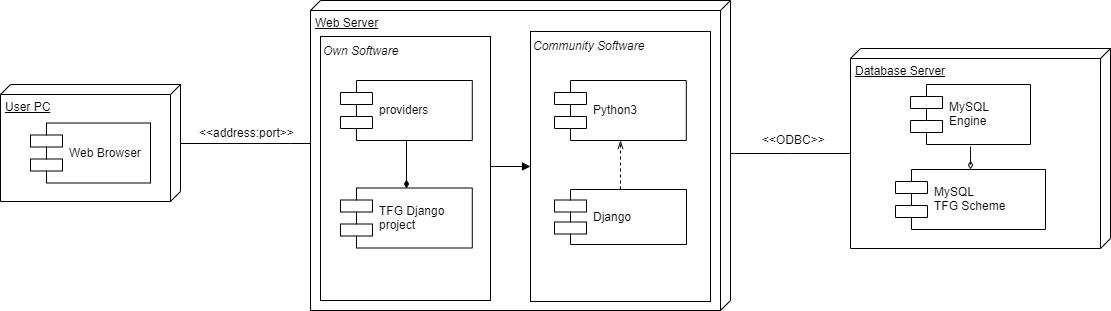 Web Server
Own Software
Community Software
providers
Python3
TFG Django
project
Django
User PC
Web Browser
<<address:port>>
<<ODBC>>
Database Server
MySQL
Engine
MySQL
TFG Scheme